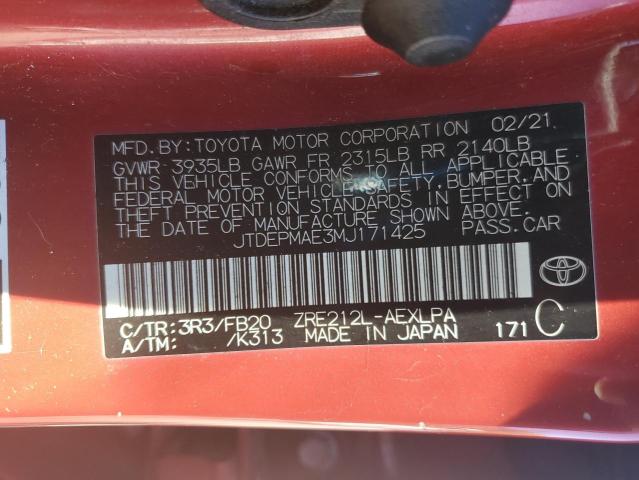 MFD. BY: TOYOTA MOTOR CORPORATION 02/21
GVWR 3935LB GAWR FR 2315LB RR 2140LB
THIS VEHICLE CONFORMS TO ALL APPLICABLE
FEDERAL MOTOR VEHICLE SAFETY, BUMPER, AND
THEFT PREVENTION STANDARDS IN EFFECT ON
THE DATE OF MANUFACTURE SHOWN ABOVE.
JTDEPMAE3MJ171425 PASS.CAR
C/TR: 3R3/FB20 ZRE212L-AEXLPA
A/TM: /K313 MADE IN JAPAN 171 C